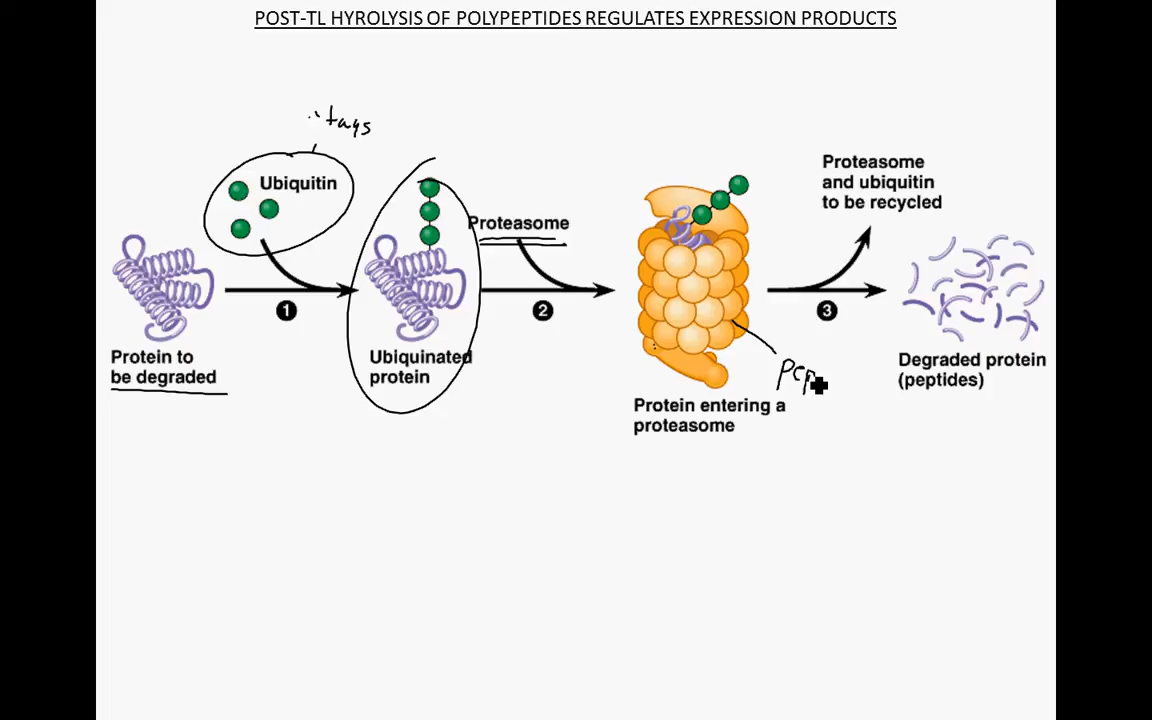 POST-TL HYROLYSIS OF POLYPEPTIDES REGULATES EXPRESSION PRODUCTS
tags
Ubiquitin
Proteasome
Proteasome
and ubiquitin
to be recycled
1
2
3
Protein to
be degraded
Ubiquinated
protein
pep
Degraded protein
(peptides)
Protein entering a
proteasome